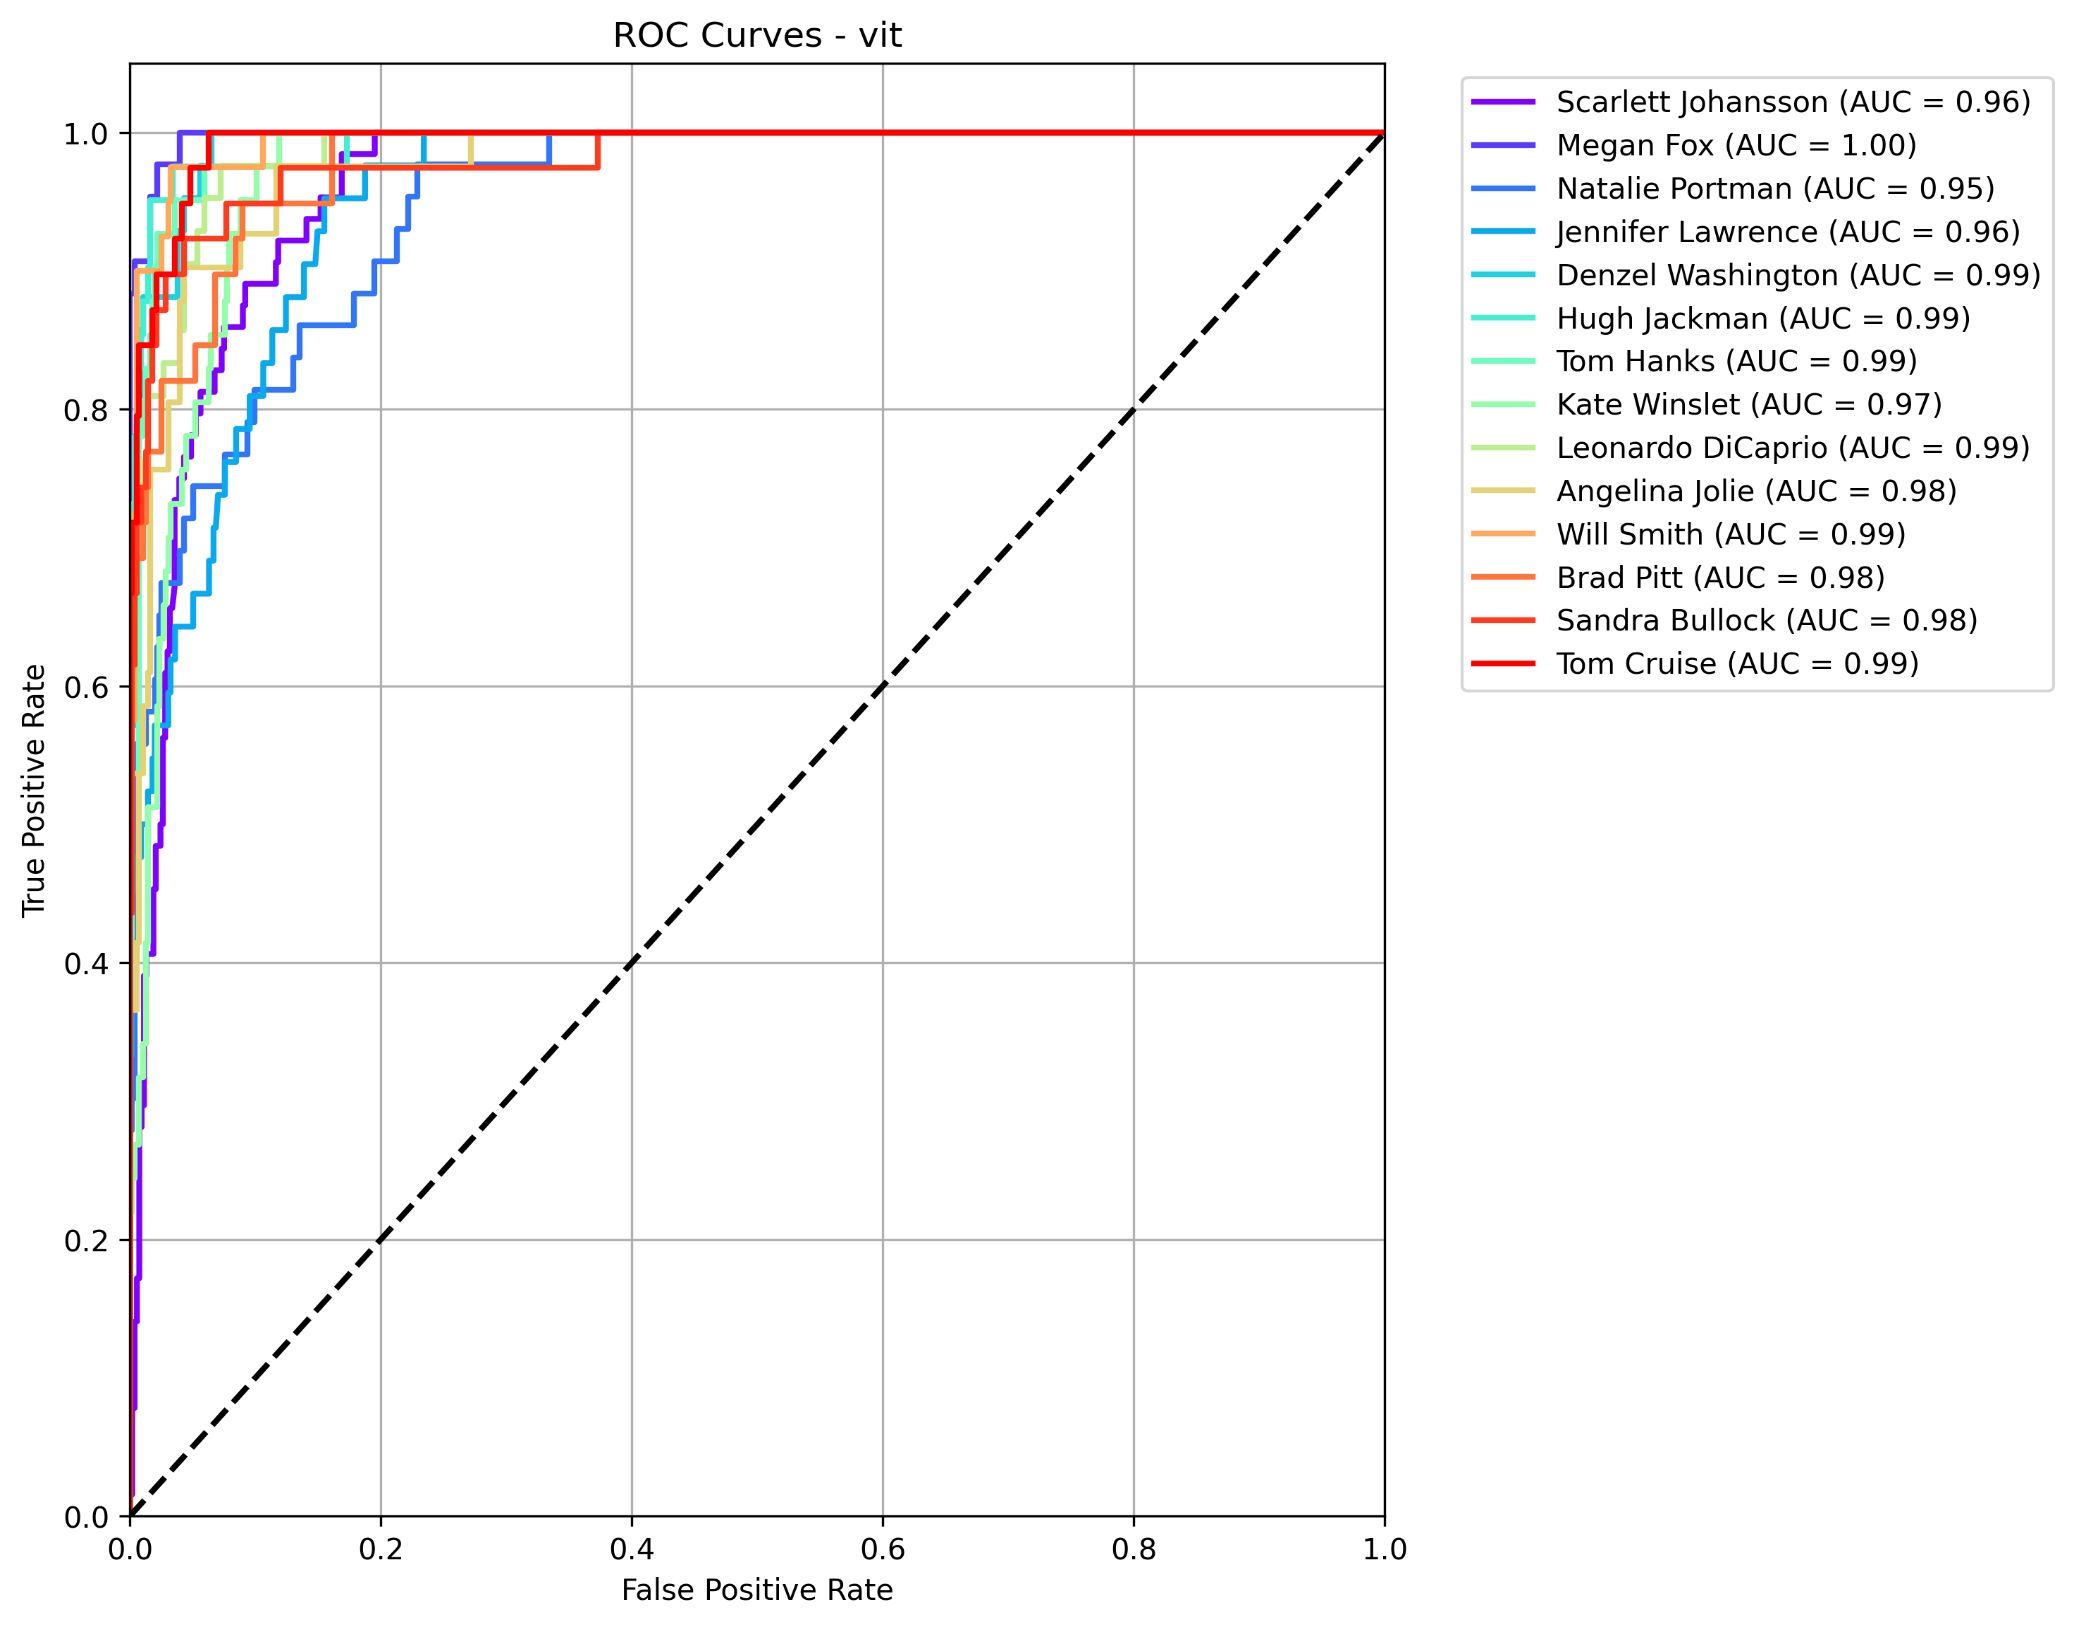 ROC Curves - vit
1.0
0.8
0.6
0.4
0.2
0.0
True Positive Rate
0.0 0.2 0.4 0.6 0.8 1.0
False Positive Rate
Scarlett Johansson (AUC = 0.96)
Megan Fox (AUC = 1.00)
Natalie Portman (AUC = 0.95)
Jennifer Lawrence (AUC = 0.96)
Denzel Washington (AUC = 0.99)
Hugh Jackman (AUC = 0.99)
Tom Hanks (AUC = 0.99)
Kate Winslet (AUC = 0.97)
Leonardo DiCaprio (AUC = 0.99)
Angelina Jolie (AUC = 0.98)
Will Smith (AUC = 0.99)
Brad Pitt (AUC = 0.98)
Sandra Bullock (AUC = 0.98)
Tom Cruise (AUC = 0.99)